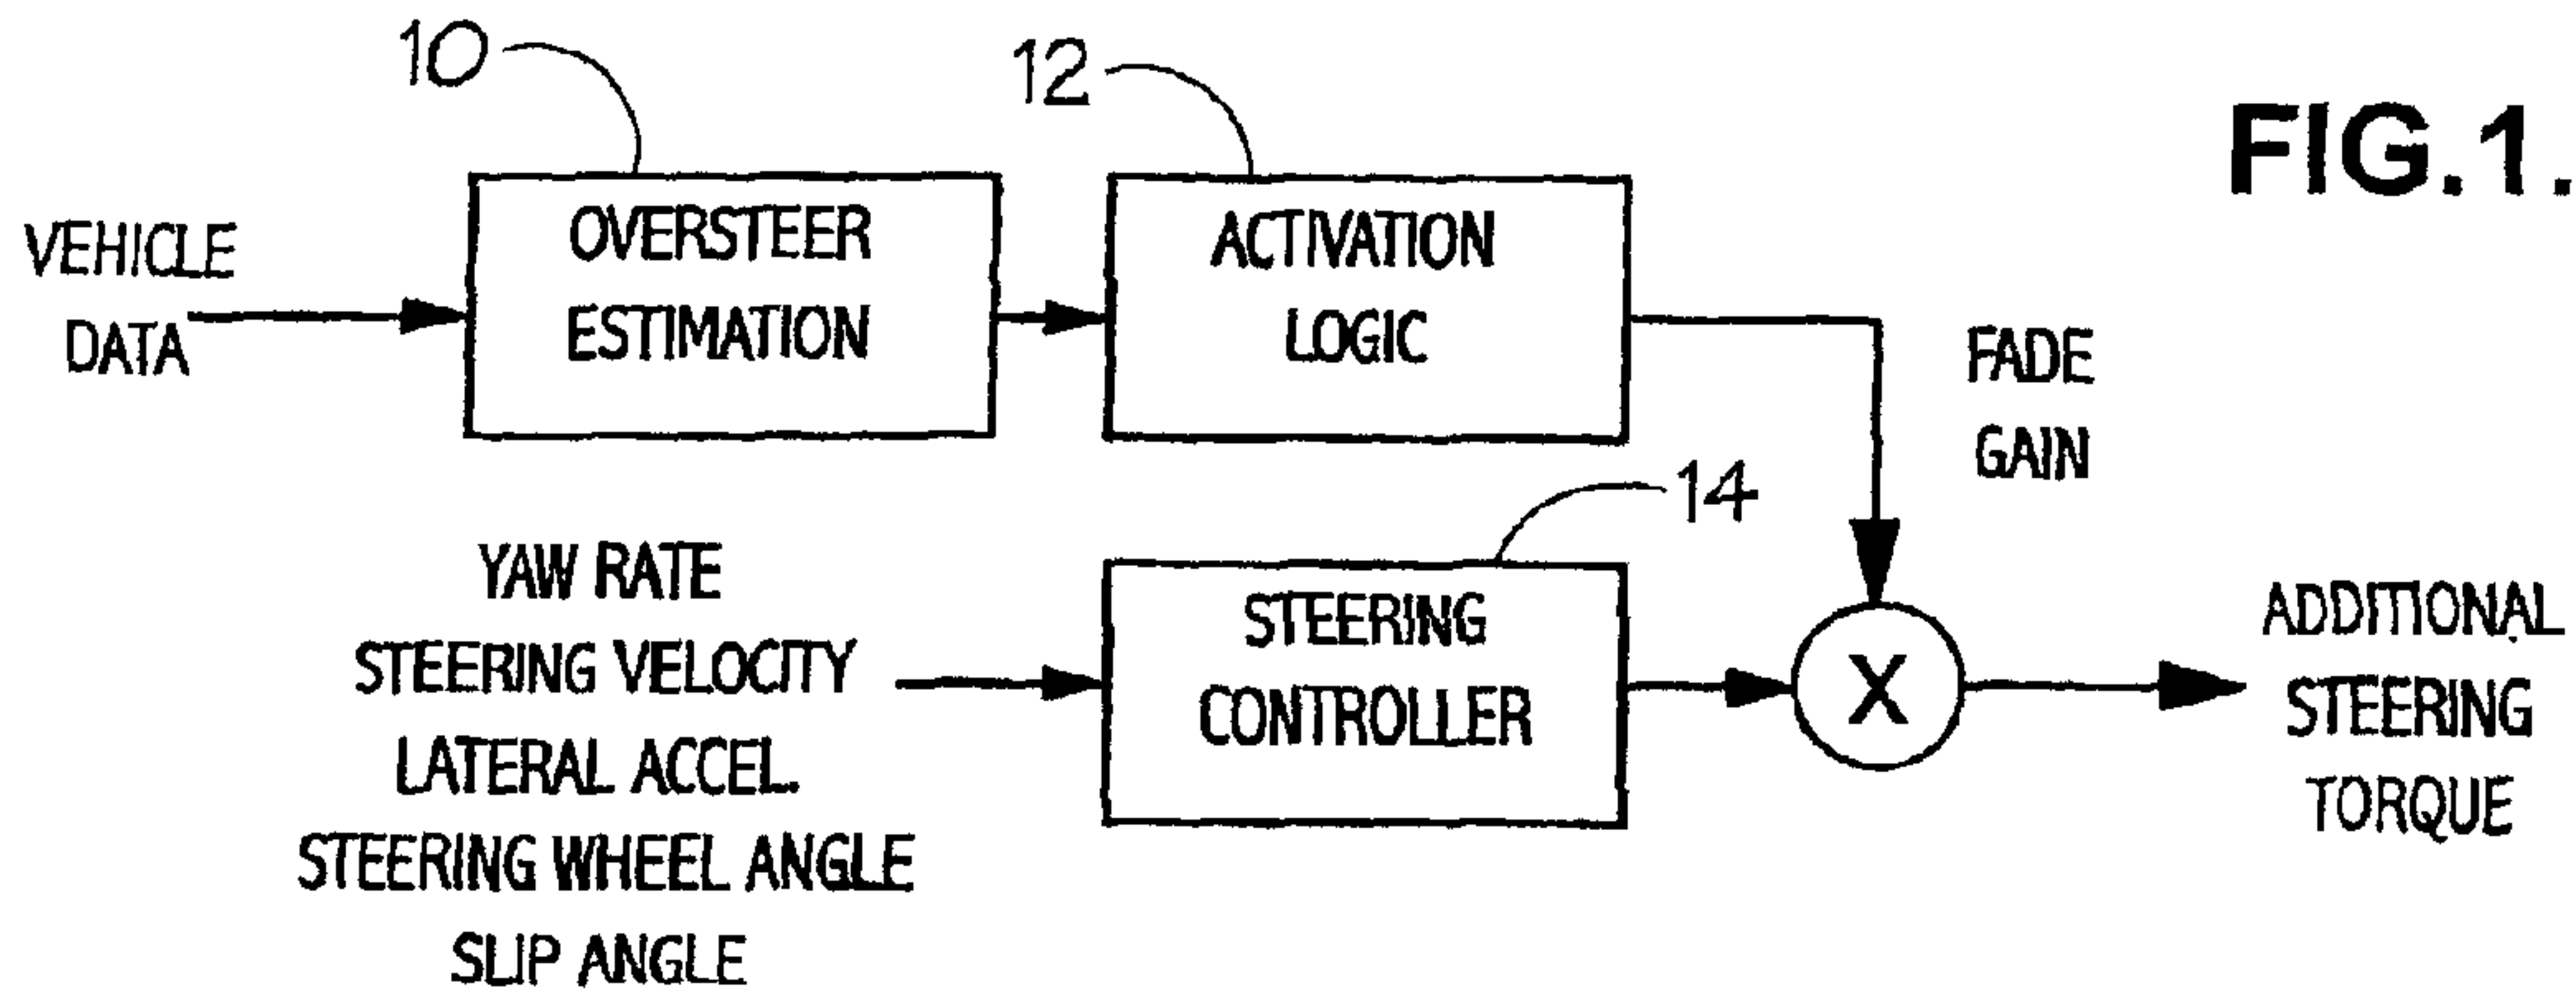 10
12
FIG.1.
VEHICLE
DATA
OVERSTEER
ESTIMATION
ACTIVATION
LOGIC
FADE
GAIN
14
YAW RATE
STEERING VELOCITY
LATERAL ACCEL.
STEERING WHEEL ANGLE
SLIP ANGLE
STEERING
CONTROLLER
X
ADDITIONAL
STEERING
TORQUE